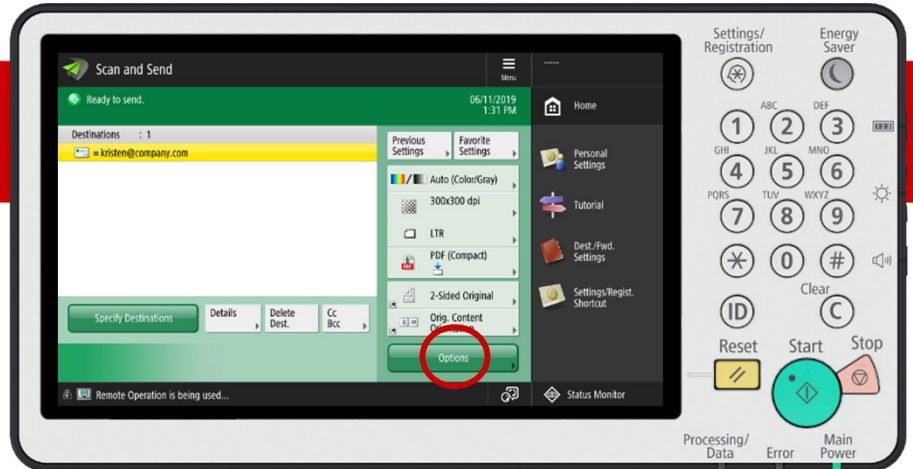 Scan and Send
Menu
-----
Ready to send.
06/11/2019
1:31 PM
Home
Destinations : 1
= kristen@company.com
Previous
Settings
Favorite
Settings
Auto (Color/Gray)
300x300 dpi
LTR
PDF
PDF (Compact)
2-Sided Original
Orig. Content
Orientation
Options
Specify Destinations
Details
Delete
Dest.
Cc
Bcc
Personal
Settings
Tutorial
Dest./Fwd.
Settings
Settings/Regist.
Shortcut
Remote Operation is being used...
Status Monitor
Settings/
Registration
Energy
Saver
ABC
DEF
1
2
3
123
GHI
JKL
MNO
4
5
6
PQRS
TUV
WXYZ
7
8
9
0
#
Clear
ID
C
Reset
Start
Stop
Processing/
Data
Error
Main
Power